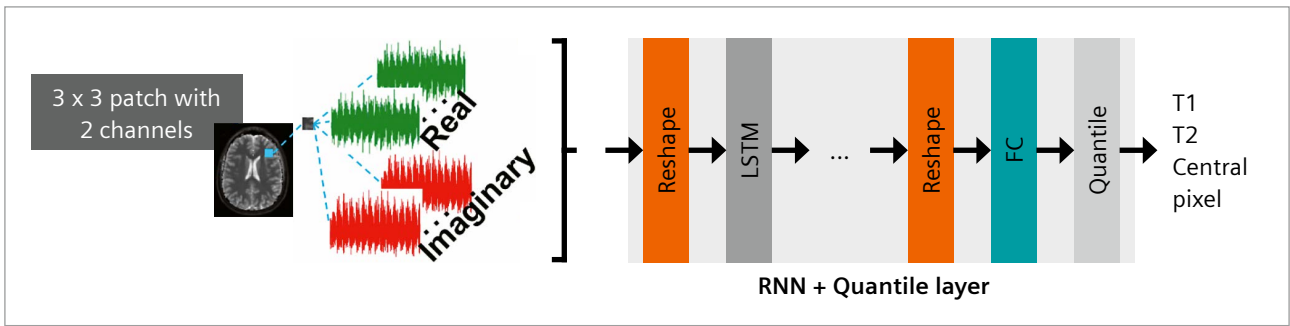 3 x 3 patch with
2 channels
Real
Imaginary
Reshape
LSTM
...
Reshape
FC
Quantile
T1
T2
Central
pixel
RNN + Quantile layer